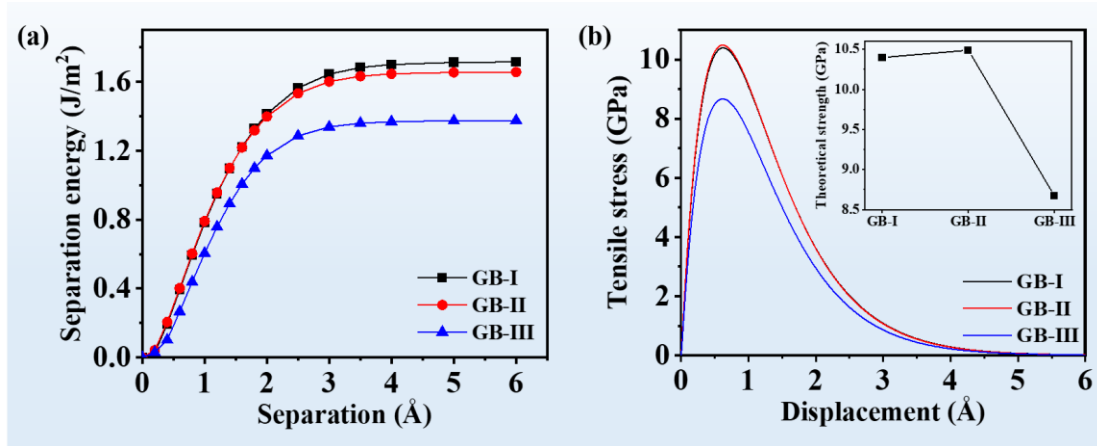 (a)
Separation energy (J/m²)
1.6
1.2
0.8
0.4
0.0
0 1 2 3 4 5 6
Separation (Å)
GB-I
GB-II
GB-III
(b)
Tensile stress (GPa)
10
8
6
4
2
0
0 1 2 3 4 5 6
Displacement (Å)
GB-I
GB-II
GB-III
Theoretical strength (GPa)
10.5
10.0
9.5
9.0
8.5
GB-I GB-II GB-III